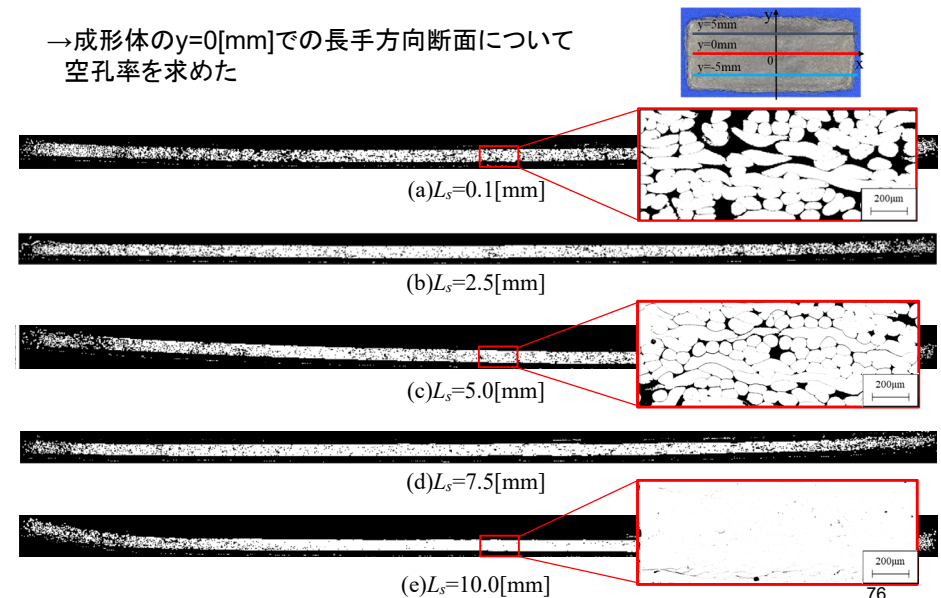 →成形体のy=0[mm]での長手方向断面について
空孔率を求めた
y
y=5mm
y=0mm
0
x
y=-5mm
200μm
(a)Ls=0.1[mm]
(b)Ls=2.5[mm]
200μm
(c)Ls=5.0[mm]
(d)Ls=7.5[mm]
200μm
(e)Ls=10.0[mm]
76